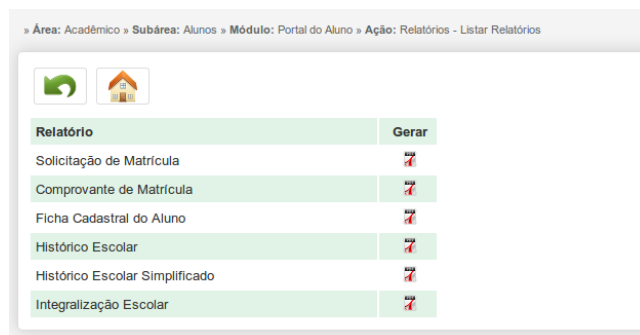 » Área: Acadêmico » Subárea: Alunos » Módulo: Portal do Aluno » Ação: Relatórios - Listar Relatórios
Relatório Gerar
Solicitação de Matrícula
Comprovante de Matrícula
Ficha Cadastral do Aluno
Histórico Escolar
Histórico Escolar Simplificado
Integralização Escolar